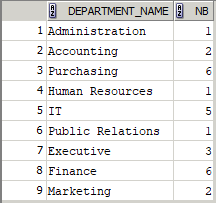 DEPARTMENT_NAME NB
1 Administration 1
2 Accounting 2
3 Purchasing 6
4 Human Resources 1
5 IT 5
6 Public Relations 1
7 Executive 3
8 Finance 6
9 Marketing 2